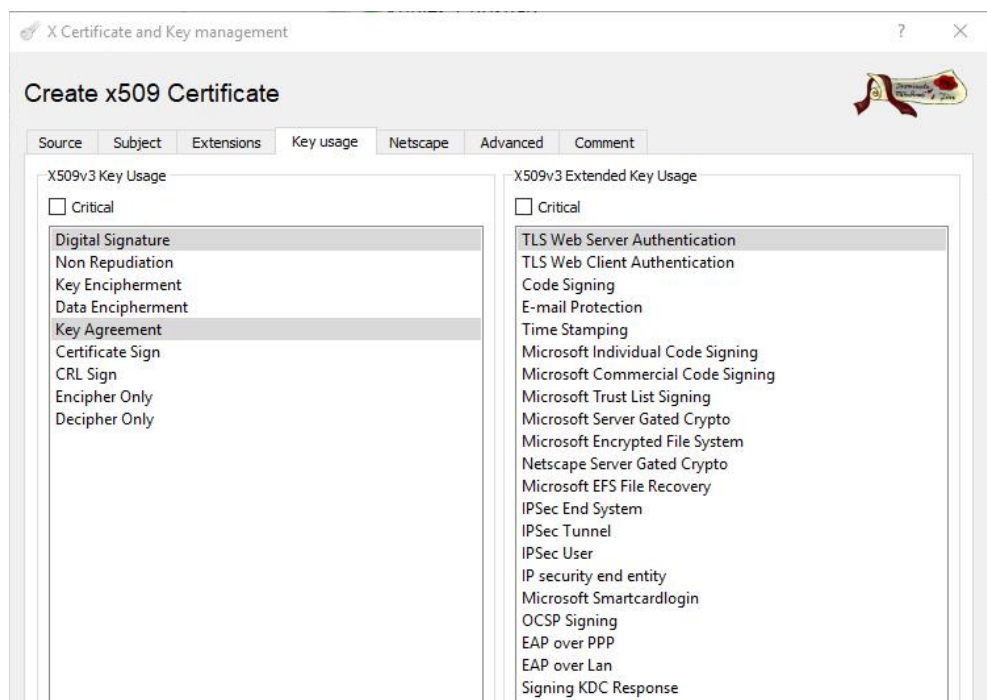 X Certificate and Key management
?
Create x509 Certificate
Source Subject Extensions Key usage Netscape Advanced Comment
X509v3 Key Usage
Critical
Digital Signature
Non Repudiation
Key Encipherment
Data Encipherment
Key Agreement
Certificate Sign
CRL Sign
Encipher Only
Decipher Only
X509v3 Extended Key Usage
Critical
TLS Web Server Authentication
TLS Web Client Authentication
Code Signing
E-mail Protection
Time Stamping
Microsoft Individual Code Signing
Microsoft Commercial Code Signing
Microsoft Trust List Signing
Microsoft Server Gated Crypto
Microsoft Encrypted File System
Netscape Server Gated Crypto
Microsoft EFS File Recovery
IPSec End System
IPSec Tunnel
IPSec User
IP security end entity
Microsoft Smartcardlogin
OCSP Signing
EAP over PPP
EAP over Lan
Signing KDC Response